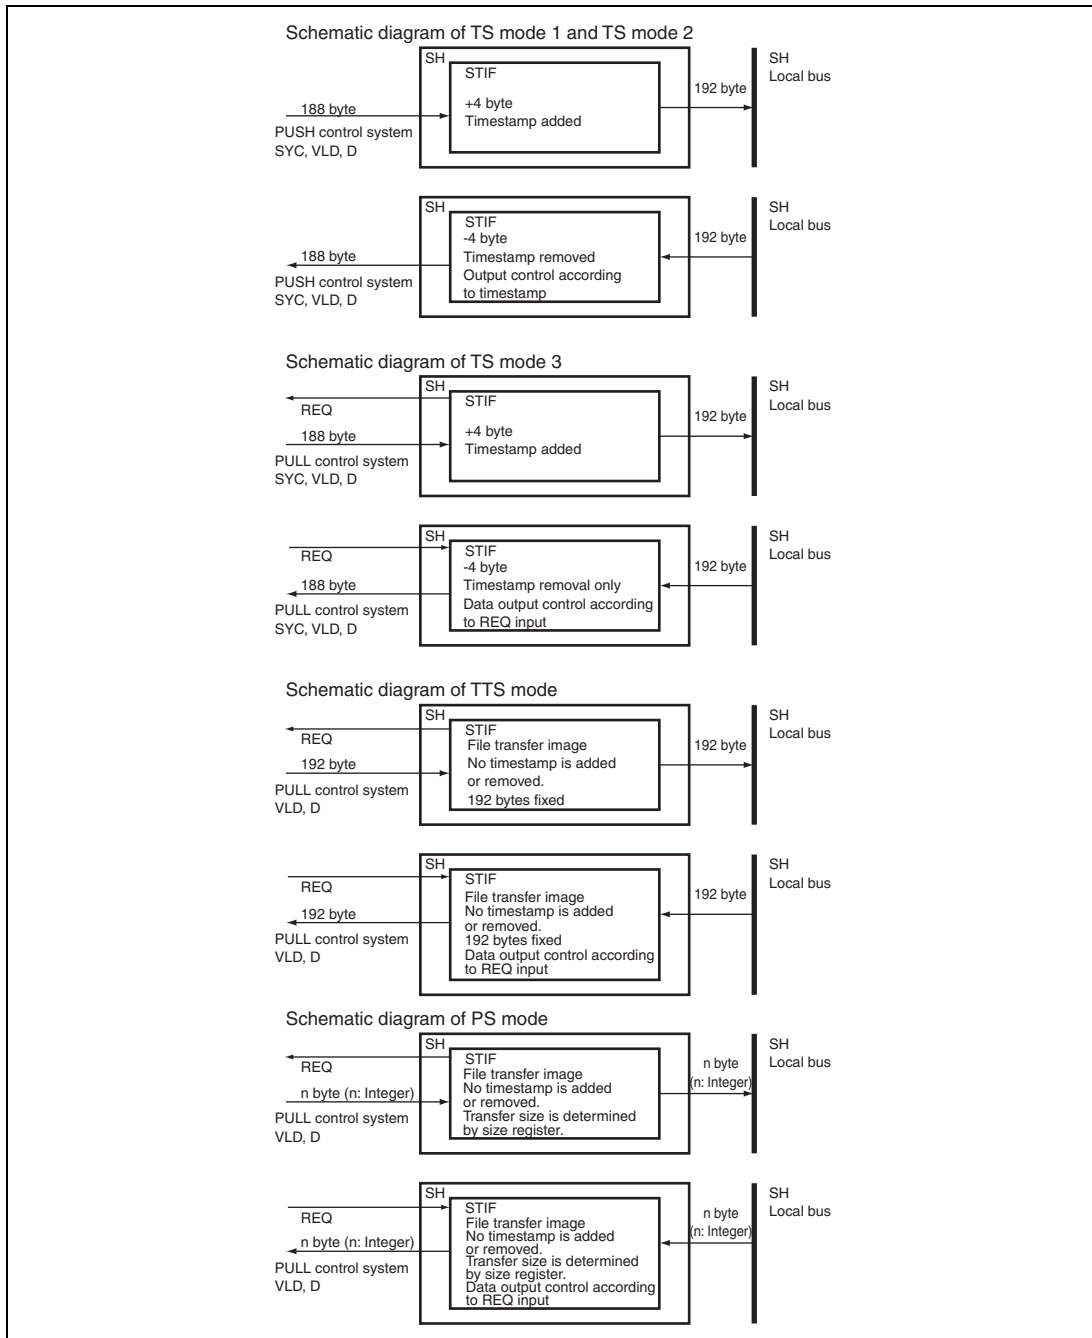 Schematic diagram of TS mode 1 and TS mode 2
SH
STIF
+4 byte
Timestamp added
188 byte
PUSH control system
SYC, VLD, D
192 byte
SH
Local bus
SH
STIF
-4 byte
Timestamp removed
Output control according
to timestamp
188 byte
PUSH control system
SYC, VLD, D
192 byte
SH
Local bus
Schematic diagram of TS mode 3
SH
STIF
+4 byte
Timestamp added
REQ
188 byte
PULL control system
SYC, VLD, D
192 byte
SH
Local bus
SH
STIF
-4 byte
Timestamp removal only
Data output control according
to REQ input
REQ
188 byte
PULL control system
SYC, VLD, D
192 byte
SH
Local bus
Schematic diagram of TTS mode
SH
STIF
File transfer image
No timestamp is added
or removed.
192 bytes fixed
REQ
192 byte
PULL control system
VLD, D
192 byte
SH
Local bus
SH
STIF
File transfer image
No timestamp is added
or removed.
192 bytes fixed
Data output control according
to REQ input
REQ
192 byte
PULL control system
VLD, D
192 byte
SH
Local bus
Schematic diagram of PS mode
SH
STIF
File transfer image
No timestamp is added
or removed.
Transfer size is determined
by size register.
REQ
n byte (n: Integer)
PULL control system
VLD, D
n byte
(n: Integer)
SH
Local bus
SH
STIF
File transfer image
No timestamp is added
or removed.
Transfer size is determined
by size register.
Data output control according
to REQ input
REQ
n byte (n: Integer)
PULL control system
VLD, D
n byte
(n: Integer)
SH
Local bus